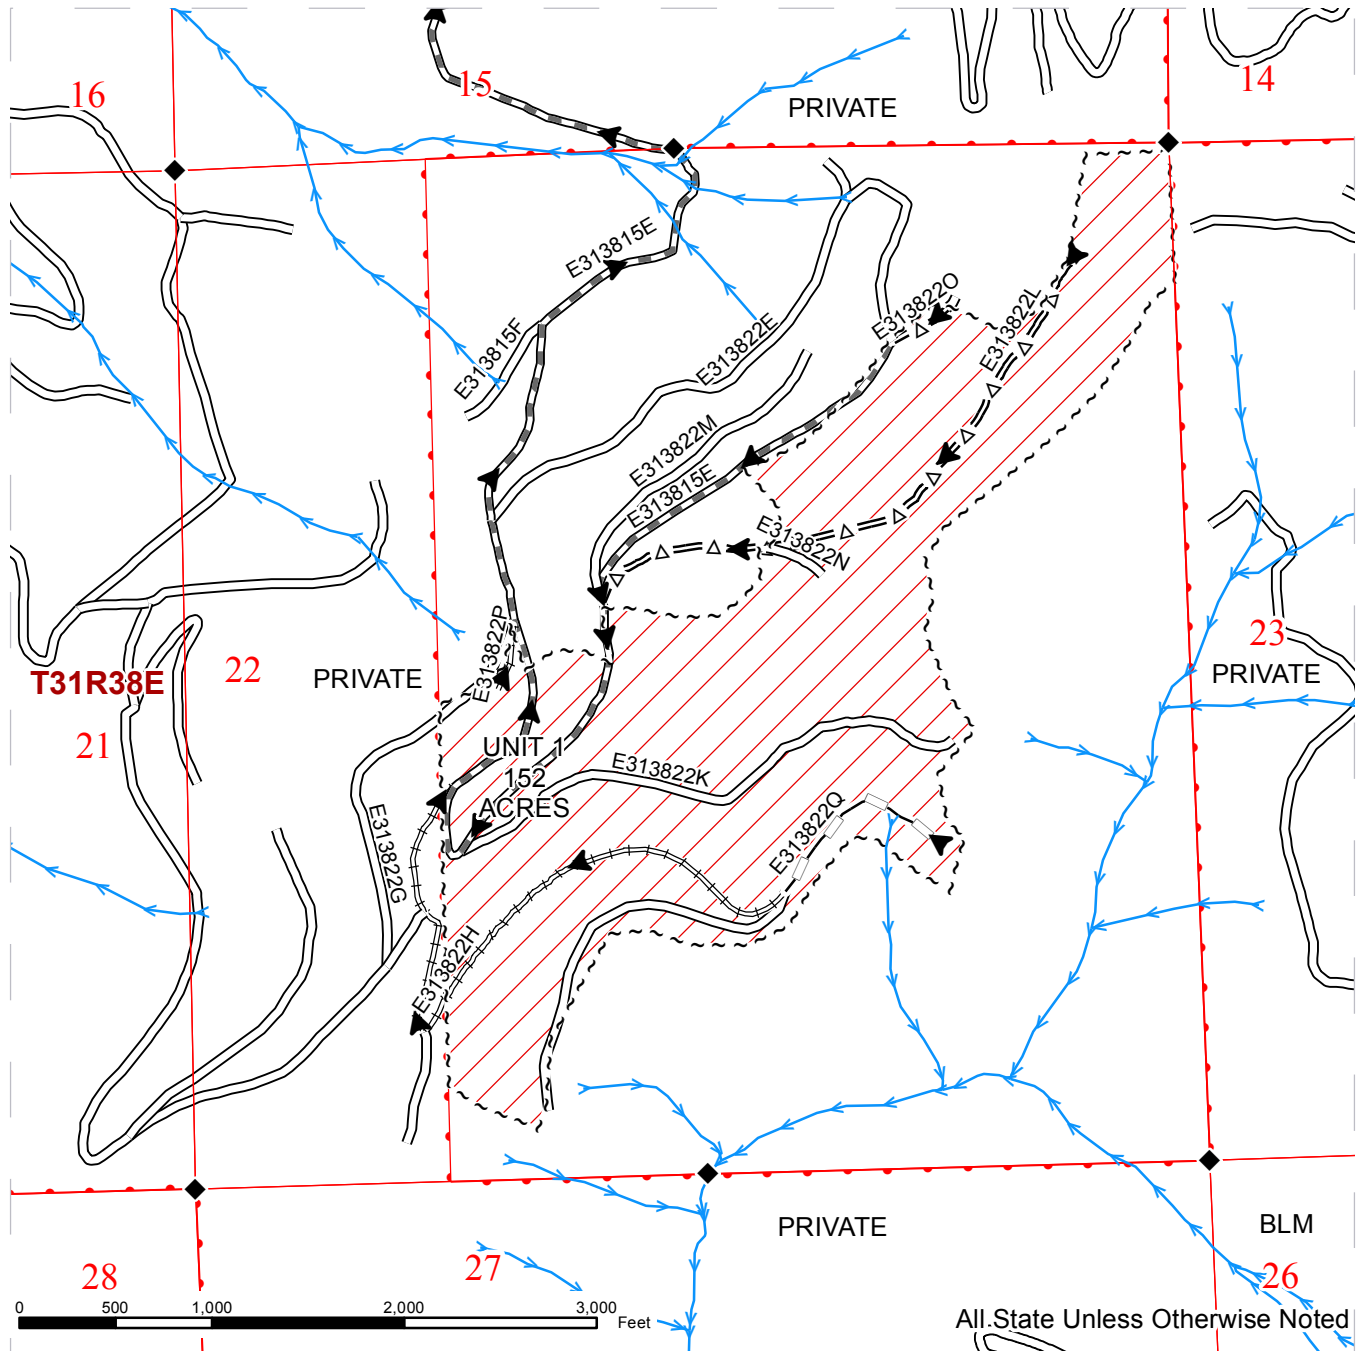 15
16
14
PRIVATE
E313815E
E313822O
E313822L
E313815F
E313822E
E313822M
E313815E
E313822N
E313822P
23
22
PRIVATE
PRIVATE
T31R38E
21
UNIT 1
152
ACRES
E313822K
E313822G
E313822Q
E313822H
PRIVATE
BLM
28
27
26
0 500 1,000 2,000 3,000
Feet
All State Unless Otherwise Noted